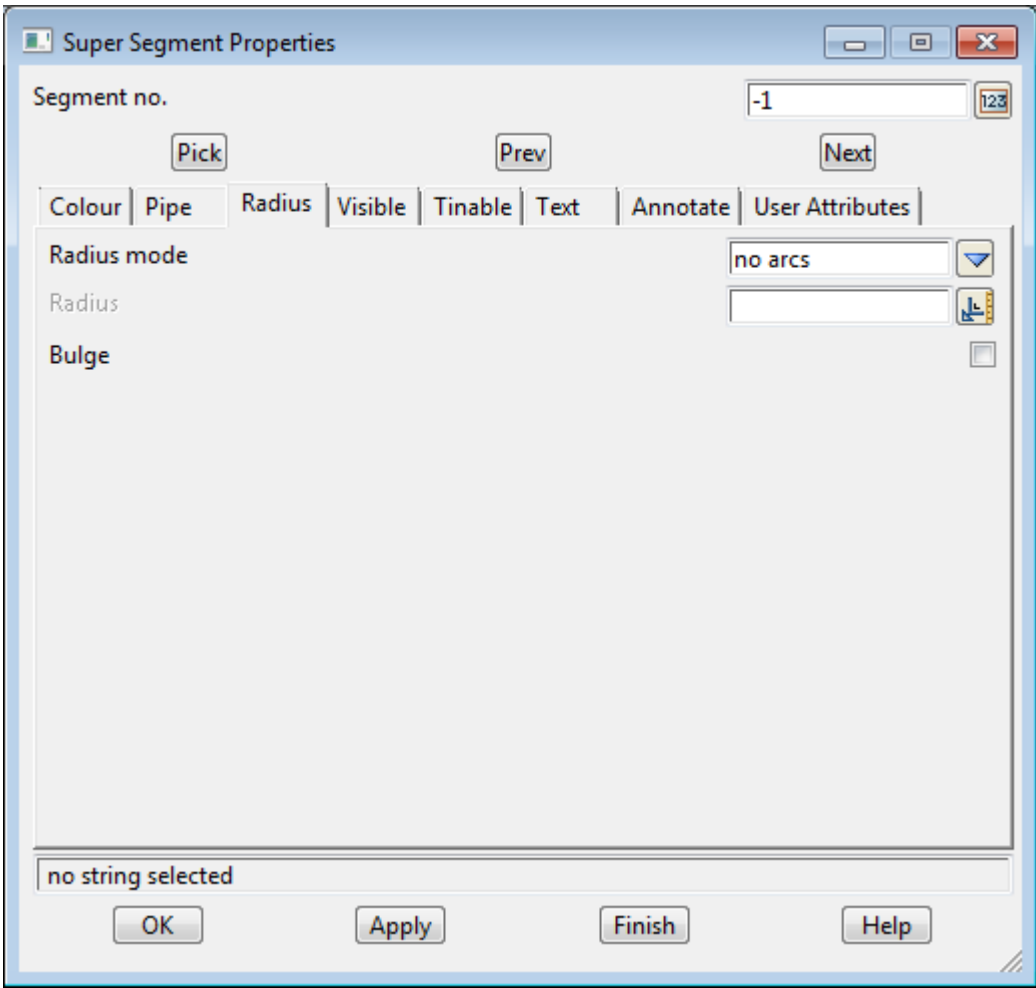 Super Segment Properties
Segment no. -1 123
Pick Prev Next
Colour Pipe Radius Visible Tinable Text Annotate User Attributes
Radius mode no arcs
Radius
Bulge
no string selected
OK Apply Finish Help